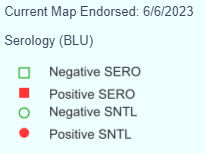 Current Map Endorsed: 6/6/2023
Serology (BLU)
Negative SERO
Positive SERO
Negative SNTL
Positive SNTL